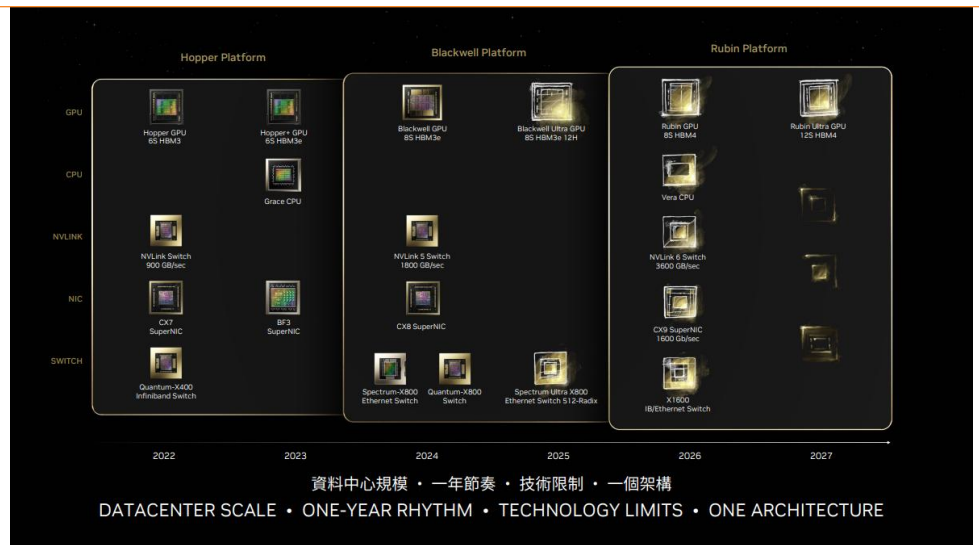 Hopper Platform
Blackwell Platform
Rubin Platform
GPU
Hopper GPU
6S HBM3
Hopper+ GPU
6S HBM3e
Blackwell GPU
8S HBM3e
Blackwell Ultra GPU
8S HBM3e 12H
Rubin GPU
8S HBM4
Rubin Ultra GPU
12S HBM4
CPU
Grace CPU
Vera CPU
NVLINK
NVLink Switch
900 GB/sec
NVLink 5 Switch
1800 GB/sec
NVLink 6 Switch
3600 GB/sec
NIC
CX7
SuperNIC
BF3
SuperNIC
CX8 SuperNIC
CX9 SuperNIC
1600 Gb/sec
SWITCH
Quantum-X400
Infiniband Switch
Spectrum-X800
Ethernet Switch
Quantum-X800
Switch
Spectrum Ultra X800
Ethernet Switch 512-Radix
X1600
IB/Ethernet Switch
2022
2023
2024
2025
2026
2027
資料中心規模 • 一年節奏 • 技術限制 • 一個架構
DATACENTER SCALE • ONE-YEAR RHYTHM • TECHNOLOGY LIMITS • ONE ARCHITECTURE